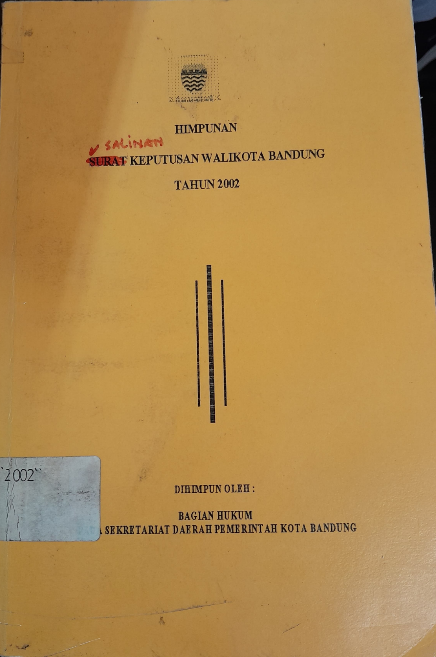 HIMPUNAN
SALINAN
SURAT KEPUTUSAN WALIKOTA BANDUNG
TAHUN 2002
"2002"
DIHIMPUN OLEH :
BAGIAN HUKUM
SEKRETARIAT DAERAH PEMERINTAH KOTA BANDUNG